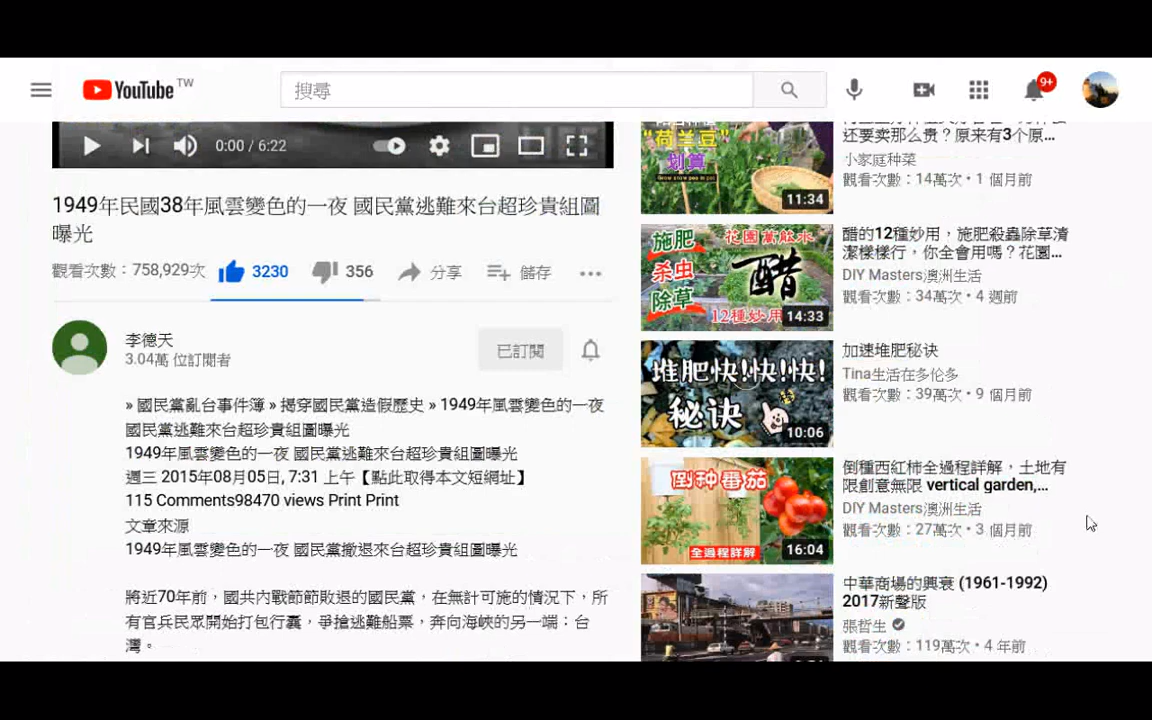 YouTube TW
搜尋
9+
0:00 / 6:22
1949年民國38年風雲變色的一夜 國民黨逃難來台超珍貴組圖
曝光
觀看次數：758,929次
3230
356
分享
儲存
李德天
3.04萬 位訂閱者
已訂閱
» 國民黨亂台事件簿 » 揭穿國民黨造假歷史 » 1949年風雲變色的一夜
國民黨逃難來台超珍貴組圖曝光
1949年風雲變色的一夜 國民黨逃難來台超珍貴組圖曝光
週三 2015年08月05日, 7:31 上午【點此取得本文短網址】
115 Comments98470 views Print Print
文章來源
1949年風雲變色的一夜 國民黨撤退來台超珍貴組圖曝光
將近70年前，國共內戰節節敗退的國民黨，在無計可施的情況下，所
有官兵民眾開始打包行囊，爭搶逃難船票，奔向海峽的另一端：台
灣。
"荷兰豆"
划算
11:34
还要卖那么贵？原来有3个原...
小家庭种菜
觀看次數：14萬次 • 1 個月前
施肥
杀虫
除草
花園萬能水
醋
12種妙用
14:33
醋的12種妙用，施肥殺蟲除草清
潔樣樣行，你全會用嗎？花園...
DIY Masters澳洲生活
觀看次數：34萬次 • 4 週前
堆肥快!快!快!
秘诀
10:06
加速堆肥秘诀
Tina生活在多伦多
觀看次數：39萬次 • 9 個月前
倒种番茄
全過程詳解
16:04
倒種西紅柿全過程詳解，土地有
限創意無限 vertical garden,...
DIY Masters澳洲生活
觀看次數：27萬次 • 3 個月前
中華商場的興衰 (1961-1992)
2017新聲版
張哲生
觀看次數：119萬次 • 4 年前